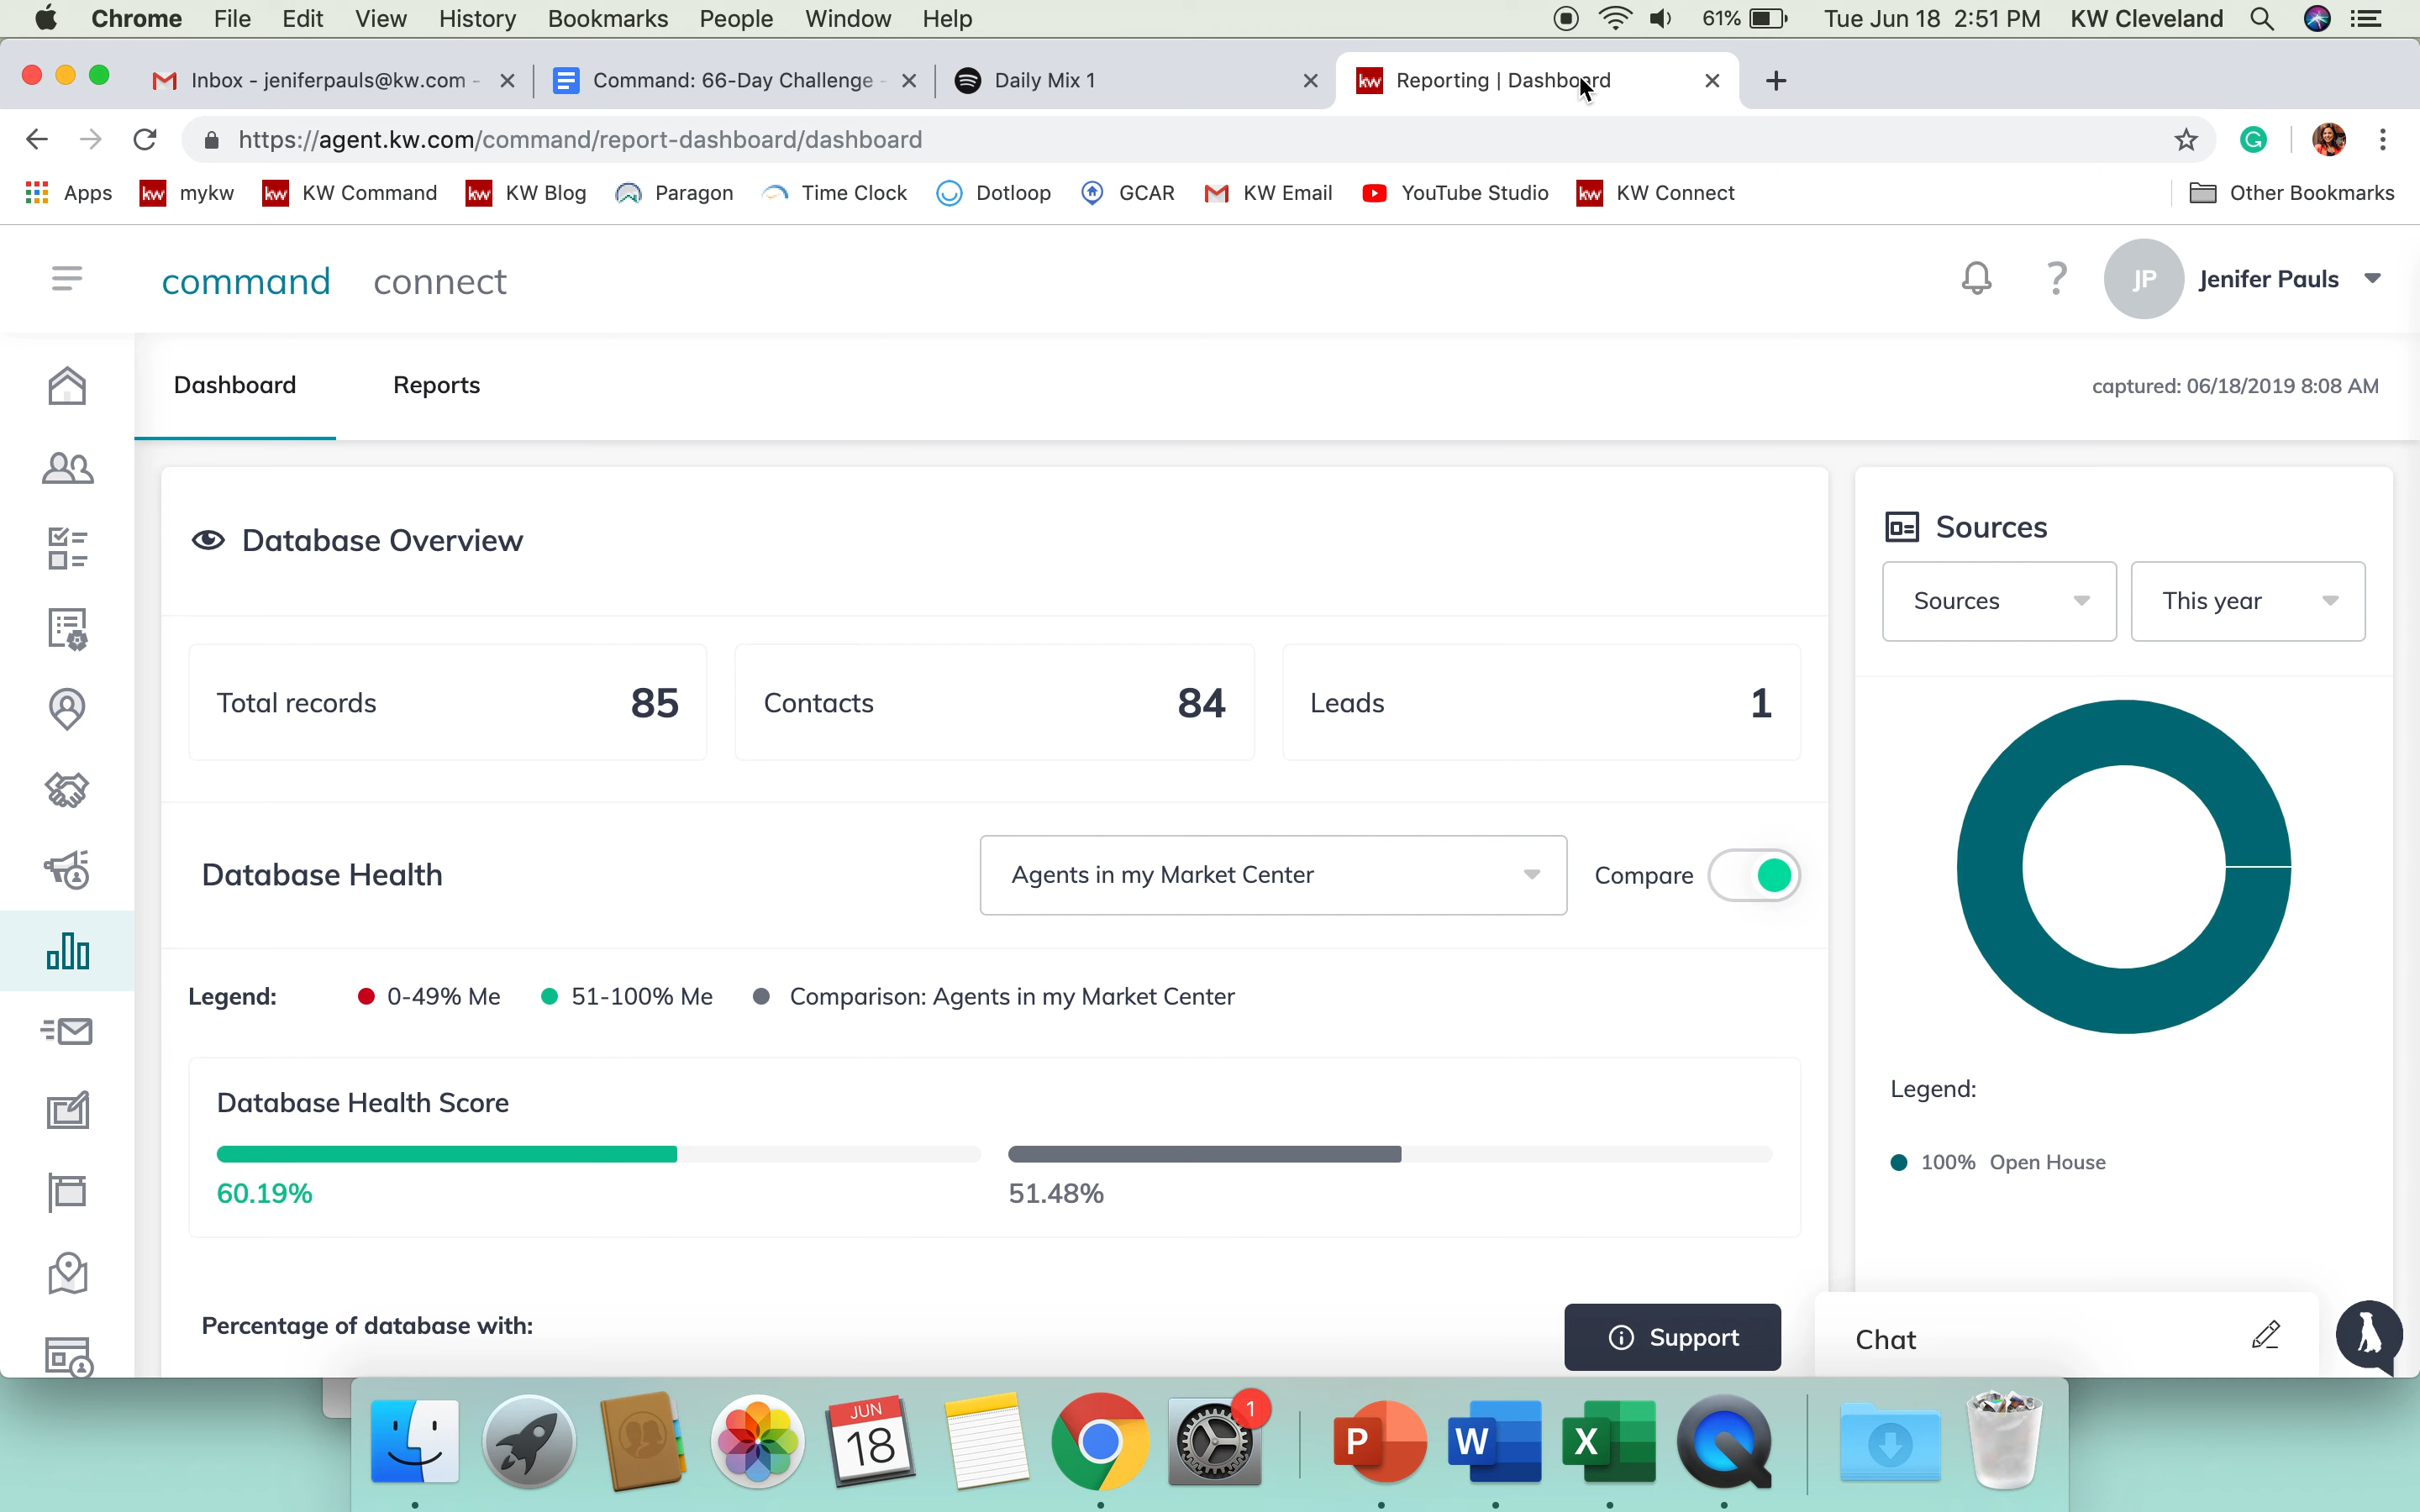 Chrome File Edit View History Bookmarks People Window Help 61% Tue Jun 18 2:51 PM KW Cleveland
Inbox - jeniferpauls@kw.com - Command: 66-Day Challenge - Daily Mix 1 kw Reporting | Dashboard
https://agent.kw.com/command/report-dashboard/dashboard
Apps kw mykw kw KW Command kw KW Blog Paragon Time Clock Dotloop GCAR KW Email YouTube Studio kw KW Connect Other Bookmarks
command connect ? JP Jenifer Pauls
Dashboard Reports captured: 06/18/2019 8:08 AM
Database Overview
Sources
Sources This year
Total records 85 Contacts 84 Leads 1
Database Health Agents in my Market Center Compare
Legend: 0-49% Me 51-100% Me Comparison: Agents in my Market Center
Database Health Score
60.19% 51.48%
Legend:
100% Open House
Percentage of database with:
Support
Chat
JUN
18
1
P
W
X